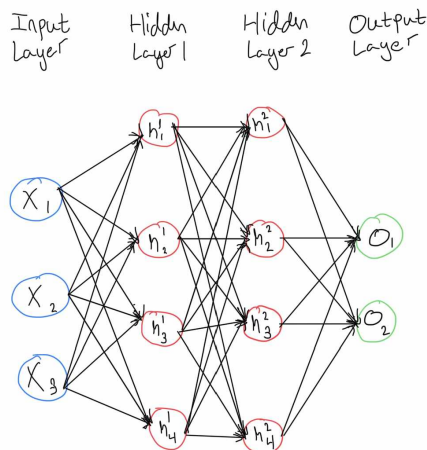 Input Layer
Hidden Layer 1
Hidden Layer 2
Output Layer
h₁¹
h₁²
X₁
h₂¹
h₂²
O₁
X₂
h₃¹
h₃²
O₂
X₃
h₄¹
h₄²